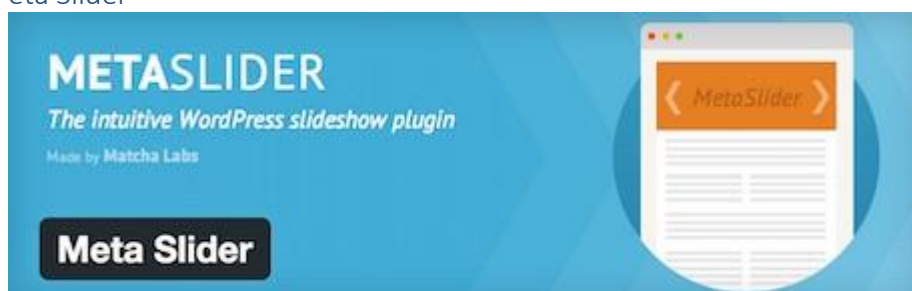 eta Slider
METASLIDER
The intuitive WordPress slideshow plugin
Made by Matcha Labs
Meta Slider
MetaSlider